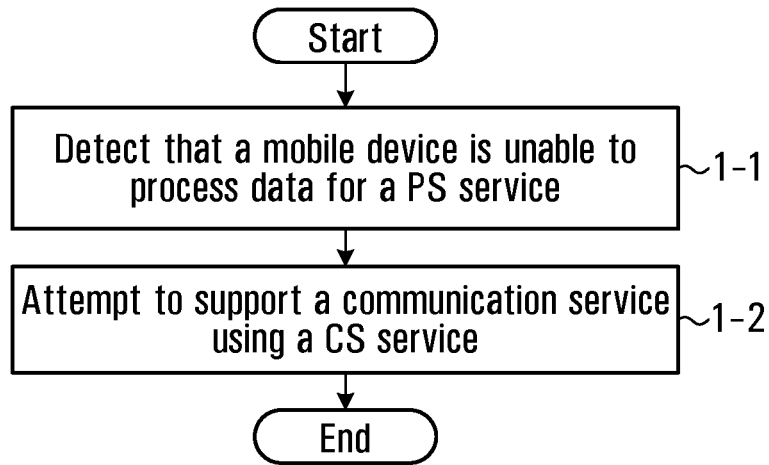 Start
Detect that a mobile device is unable to
process data for a PS service
1-1
Attempt to support a communication service
using a CS service
1-2
End